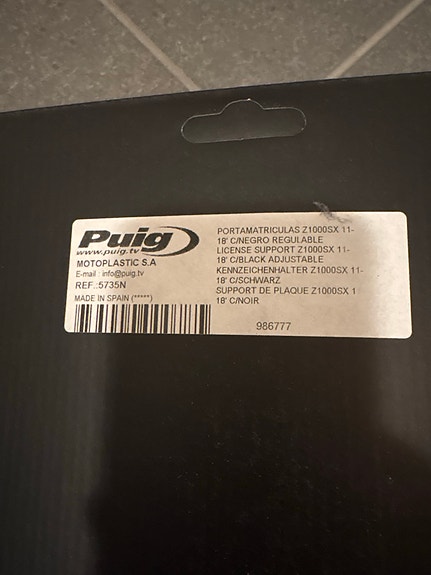 Puig
www.puig.tv
MOTOPLASTIC S.A
E-mail : info@puig.tv
REF.:5735N
MADE IN SPAIN (*****)
PORTAMATRICULAS Z1000SX 11-
18' C/NEGRO REGULABLE
LICENSE SUPPORT Z1000SX 11-
18' C/BLACK ADJUSTABLE
KENNZEICHENHALTER Z1000SX 11-
18' C/SCHWARZ
SUPPORT DE PLAQUE Z1000SX 1
18' C/NOIR
986777